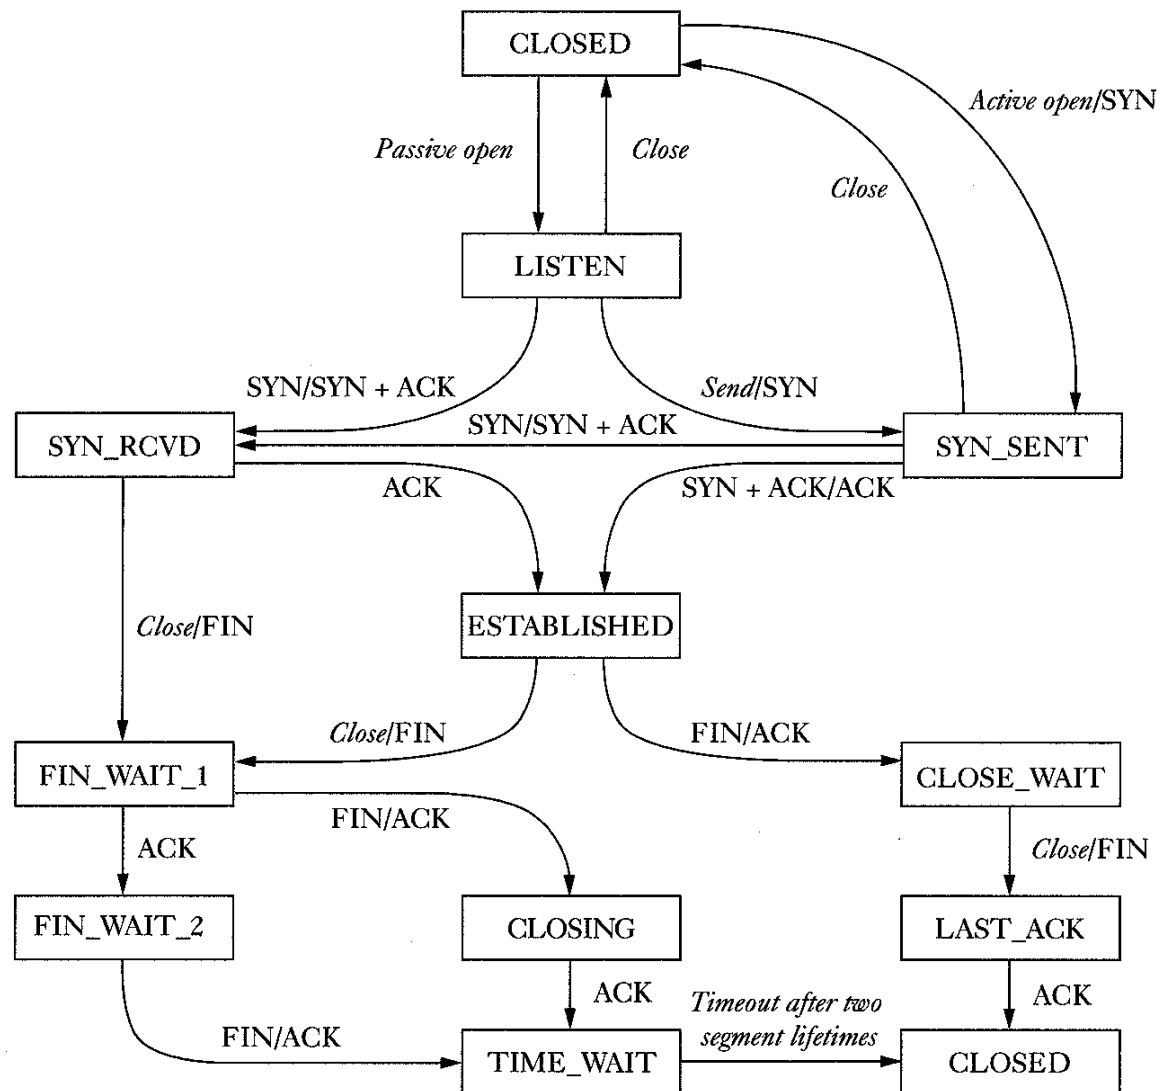 CLOSED
Active open/SYN
Passive open
Close
Close
LISTEN
SYN/SYN + ACK
Send/SYN
SYN/SYN + ACK
SYN_RCVD
SYN_SENT
ACK
SYN + ACK/ACK
Close/FIN
ESTABLISHED
Close/FIN
FIN/ACK
FIN_WAIT_1
CLOSE_WAIT
FIN/ACK
ACK
Close/FIN
FIN_WAIT_2
CLOSING
LAST_ACK
ACK
Timeout after two
segment lifetimes
ACK
FIN/ACK
TIME_WAIT
CLOSED